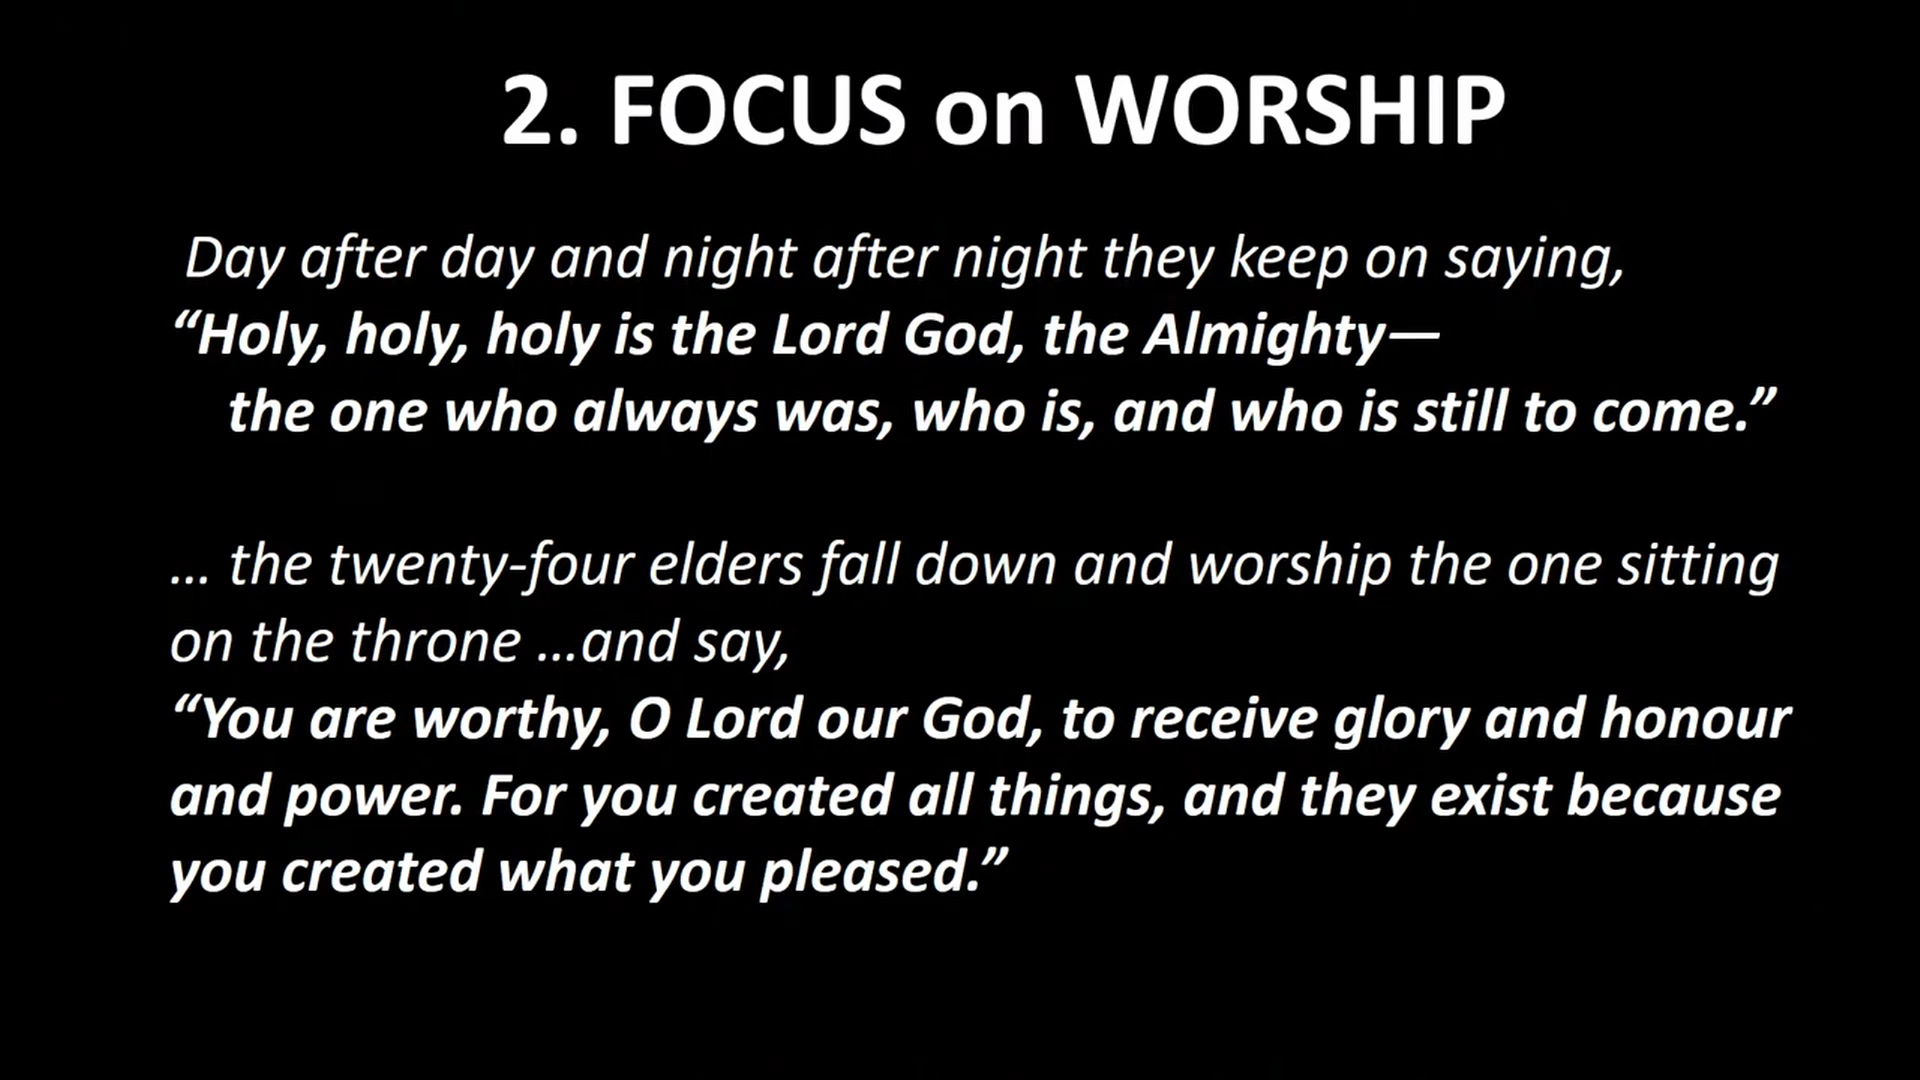 2. FOCUS on WORSHIP
Day after day and night after night they keep on saying,
“Holy, holy, holy is the Lord God, the Almighty—
the one who always was, who is, and who is still to come.”
... the twenty-four elders fall down and worship the one sitting
on the throne ...and say,
“You are worthy, O Lord our God, to receive glory and honour
and power. For you created all things, and they exist because
you created what you pleased.”